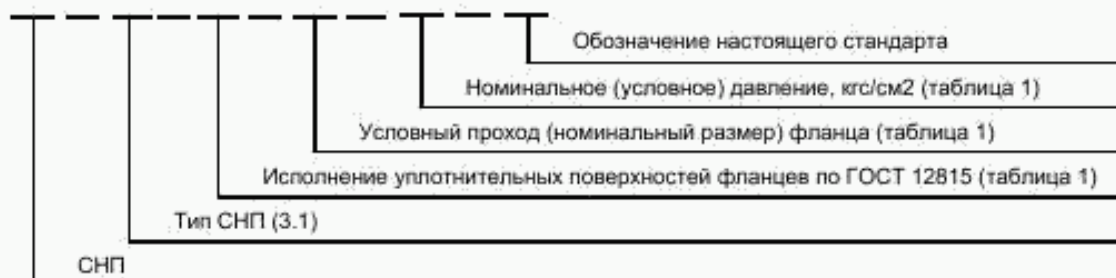 Обозначение настоящего стандарта
Номинальное (условное) давление, кгс/см2 (таблица 1)
Условный проход (номинальный размер) фланца (таблица 1)
Исполнение уплотнительных поверхностей фланцев по ГОСТ 12815 (таблица 1)
Тип СНП (3.1)
СНП